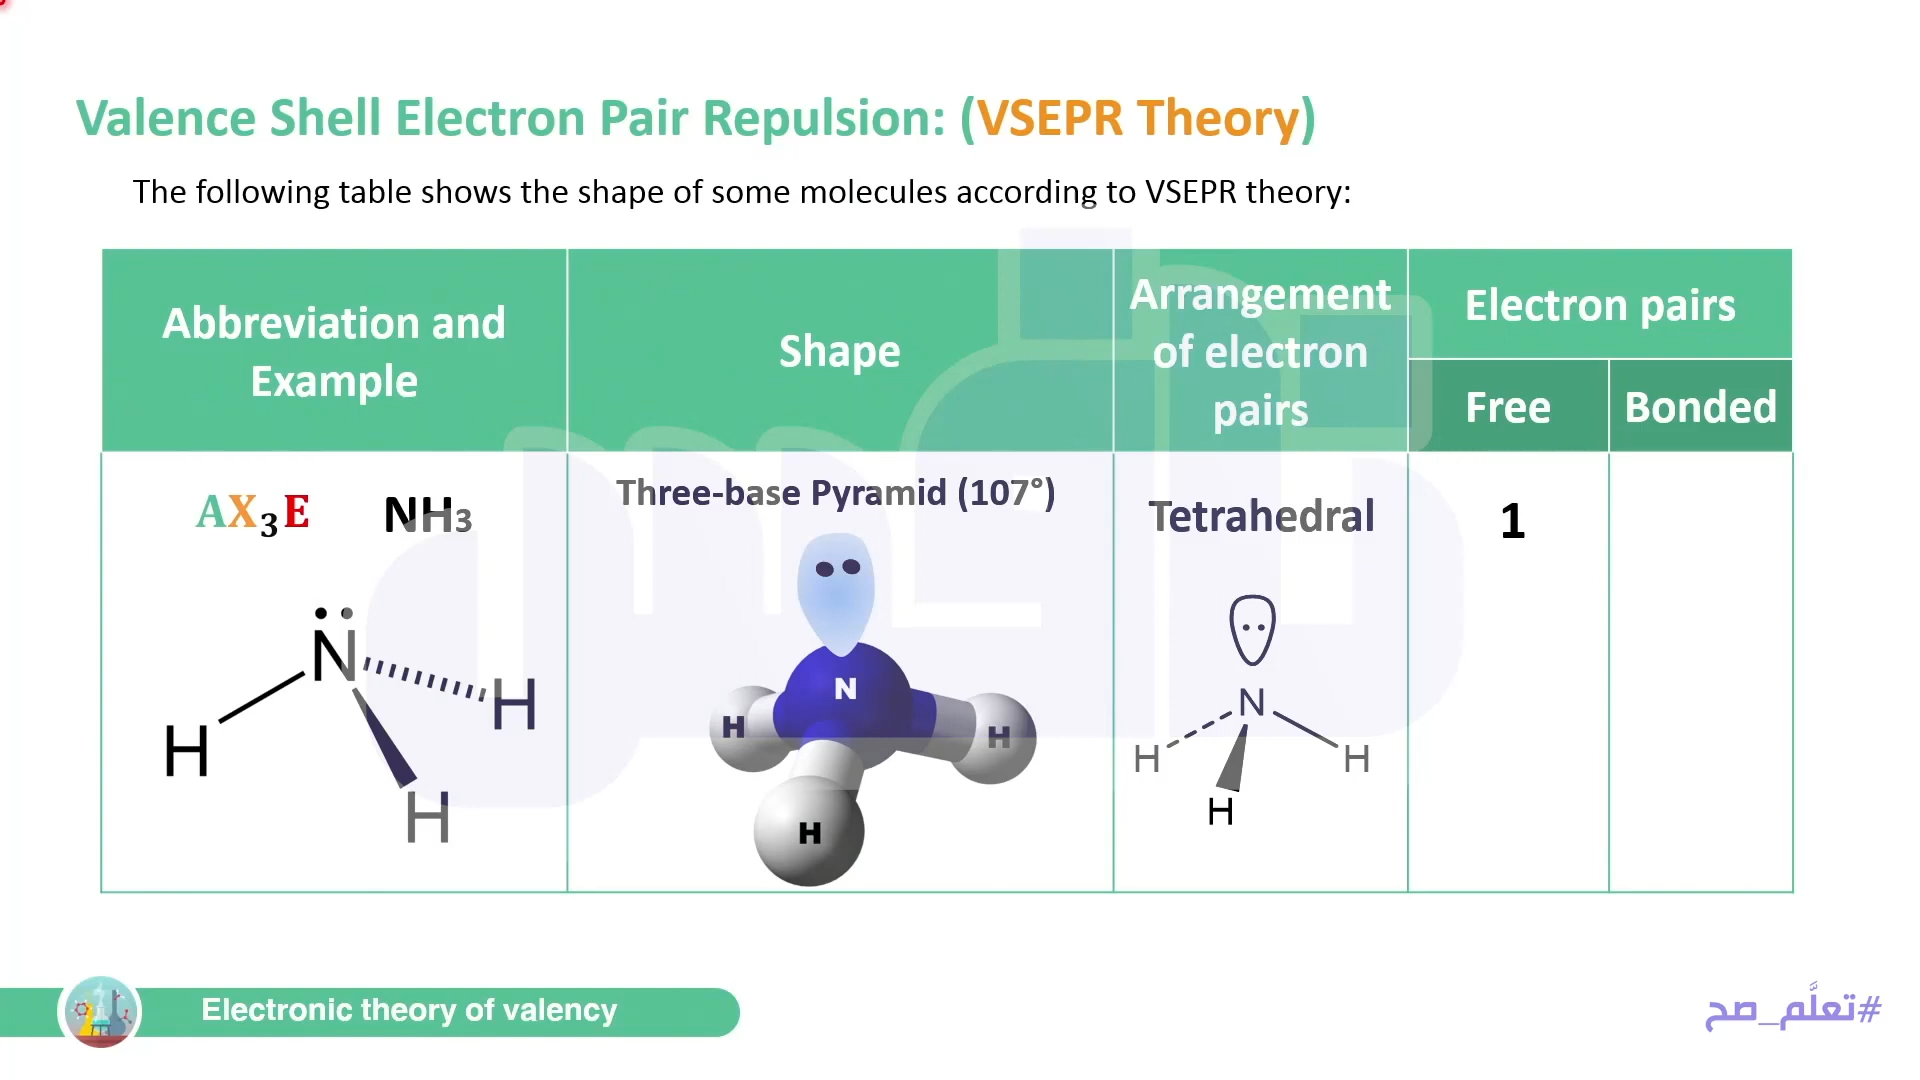 Valence Shell Electron Pair Repulsion: (VSEPR Theory)
The following table shows the shape of some molecules according to VSEPR theory:
Abbreviation and
Example
Shape
Arrangement
of electron
pairs
Electron pairs
Free
Bonded
AX₃E NH₃
Three-base Pyramid (107°)
Tetrahedral
1
N
H
H
H
N
H
H
H
N
H
H
H
Electronic theory of valency
#تعلَّم_صح